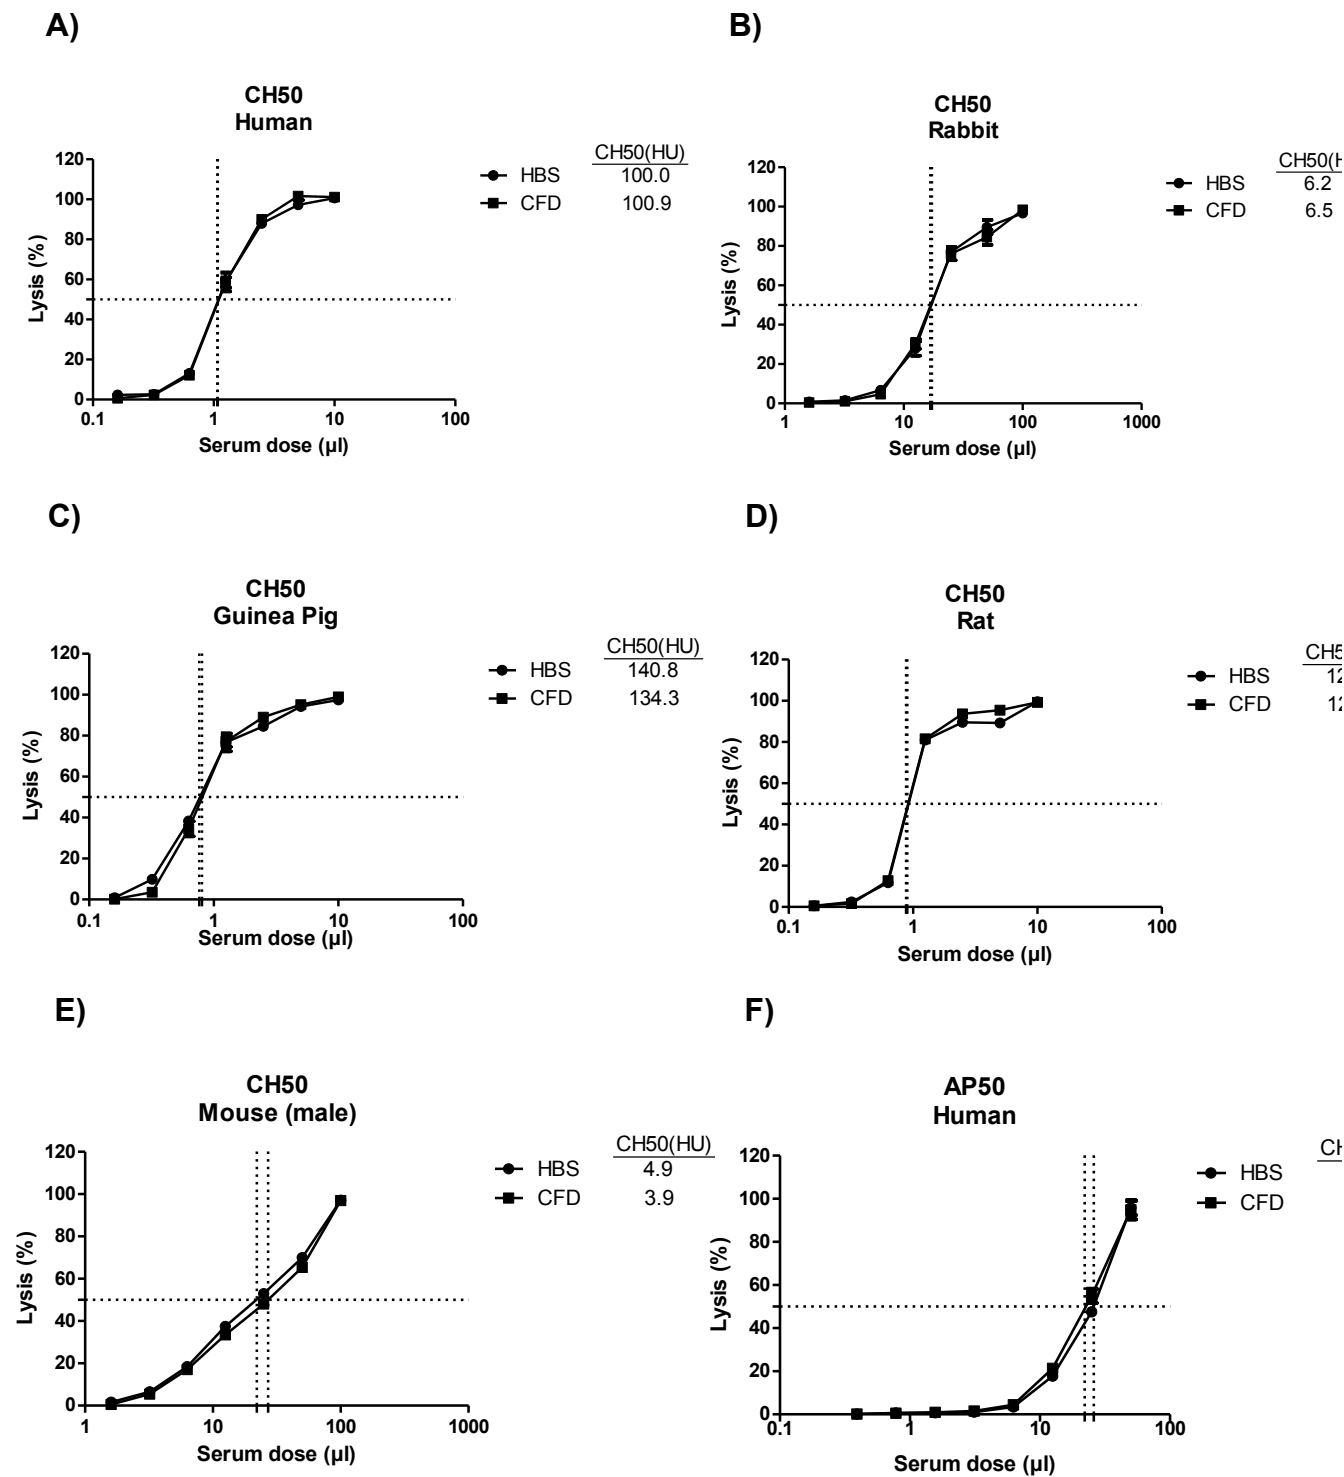 A)
CH50
Human
CH50(HU)
HBS 100.0
CFD 100.9
120
100
80
60
40
20
0
Lysis (%)
0.1 1 10 100
Serum dose (µl)
B)
CH50
Rabbit
CH50(H
HBS 6.2
CFD 6.5
120
100
80
60
40
20
0
Lysis (%)
1 10 100 1000
Serum dose (µl)
C)
CH50
Guinea Pig
CH50(HU)
HBS 140.8
CFD 134.3
120
100
80
60
40
20
0
Lysis (%)
0.1 1 10 100
Serum dose (µl)
D)
CH50
Rat
CH5
HBS 12
CFD 12
120
100
80
60
40
20
0
Lysis (%)
0.1 1 10 100
Serum dose (µl)
E)
CH50
Mouse (male)
CH50(HU)
HBS 4.9
CFD 3.9
120
100
80
60
40
20
0
Lysis (%)
1 10 100 1000
Serum dose (µl)
F)
AP50
Human
CH
HBS
CFD
120
100
80
60
40
20
0
Lysis (%)
0.1 1 10 100
Serum dose (µl)